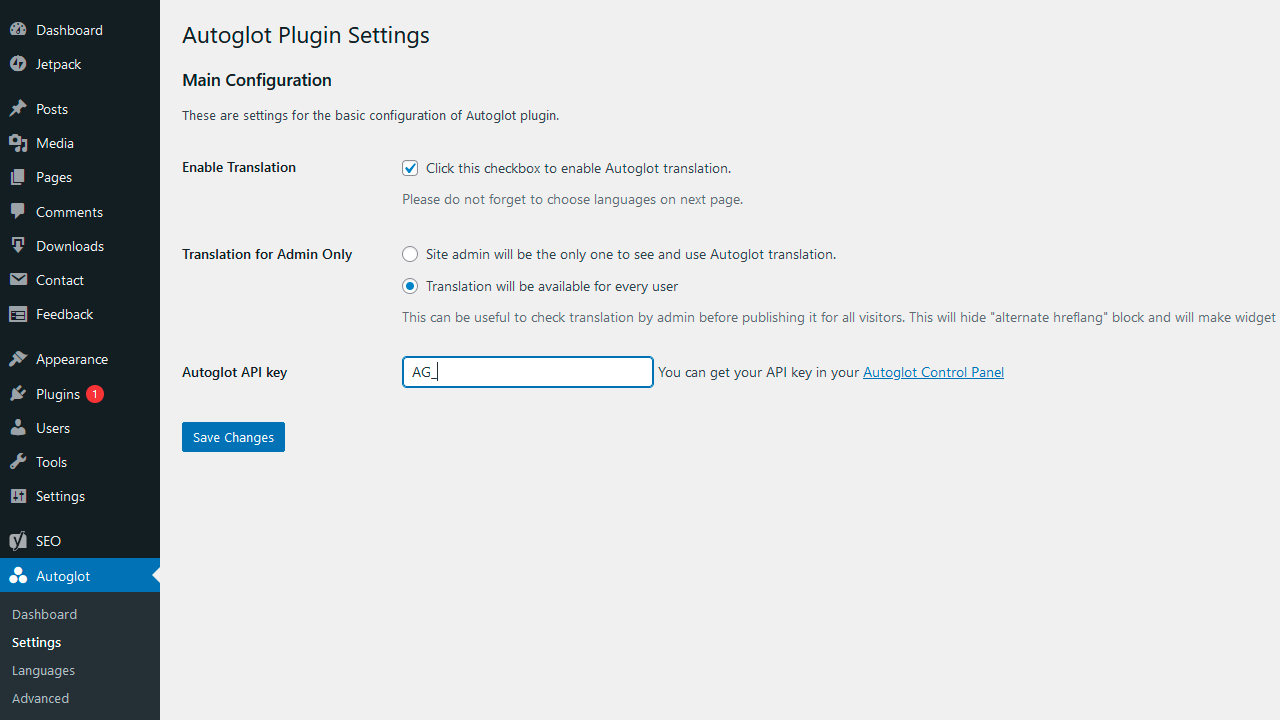 Dashboard
Jetpack
Posts
Media
Pages
Comments
Downloads
Contact
Feedback
Appearance
Plugins 1
Users
Tools
Settings
SEO
Autoglot
Dashboard
Settings
Languages
Advanced
Autoglot Plugin Settings
Main Configuration
These are settings for the basic configuration of Autoglot plugin.
Enable Translation
Click this checkbox to enable Autoglot translation.
Please do not forget to choose languages on next page.
Translation for Admin Only
Site admin will be the only one to see and use Autoglot translation.
Translation will be available for every user
This can be useful to check translation by admin before publishing it for all visitors. This will hide "alternate hreflang" block and will make widget
Autoglot API key
AG_
You can get your API key in your Autoglot Control Panel
Save Changes